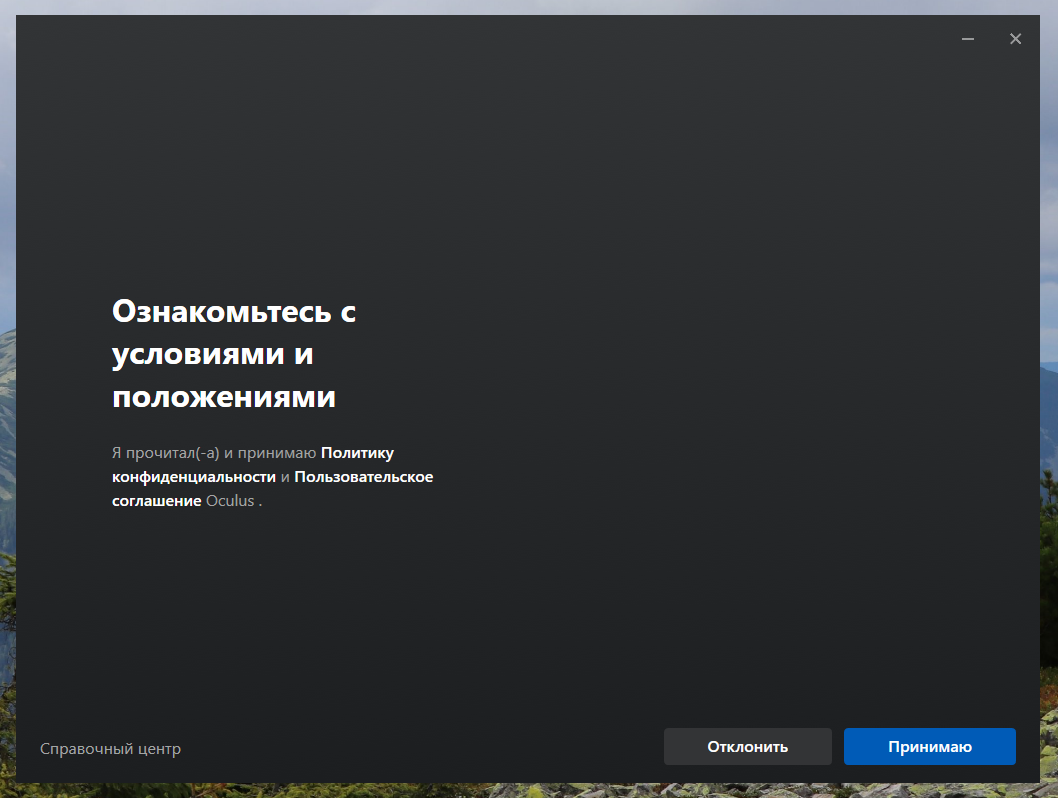 Ознакомьтесь с
условиями и
положениями
Я прочитал(-а) и принимаю Политику
конфиденциальности и Пользовательское
соглашение Oculus .
Справочный центр
Отклонить
Принимаю